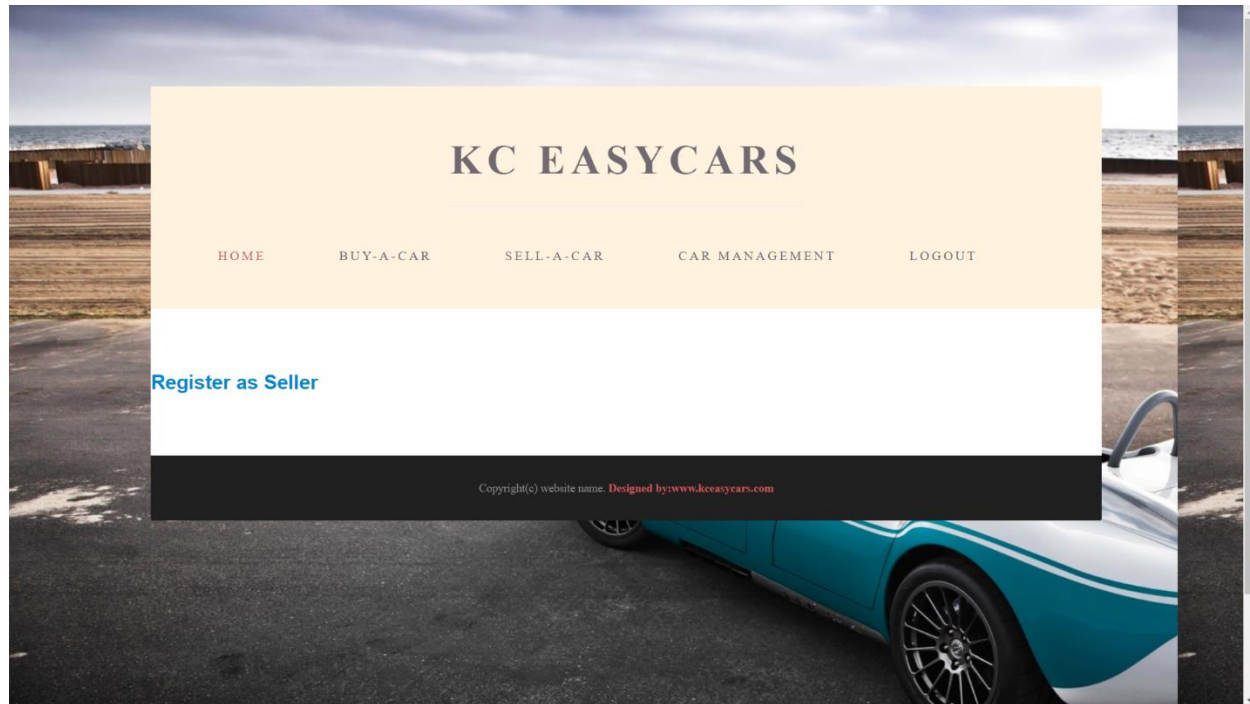 KC EASYCARS
HOME BUY-A-CAR SELL-A-CAR CAR MANAGEMENT LOGOUT
Register as Seller
Copyright(c) website name. Designed by:www.kceasycars.com